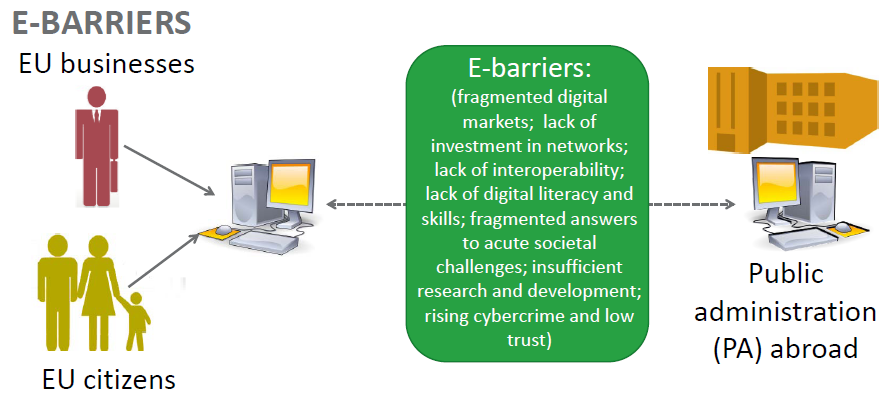 E-BARRIERS
EU businesses
EU citizens
E-barriers:
(fragmented digital
markets;  lack of
investment in networks;
lack of interoperability;
lack of digital literacy and
skills; fragmented answers
to acute societal
challenges; insufficient
research and development;
rising cybercrime and low
trust)
Public
administration
(PA) abroad